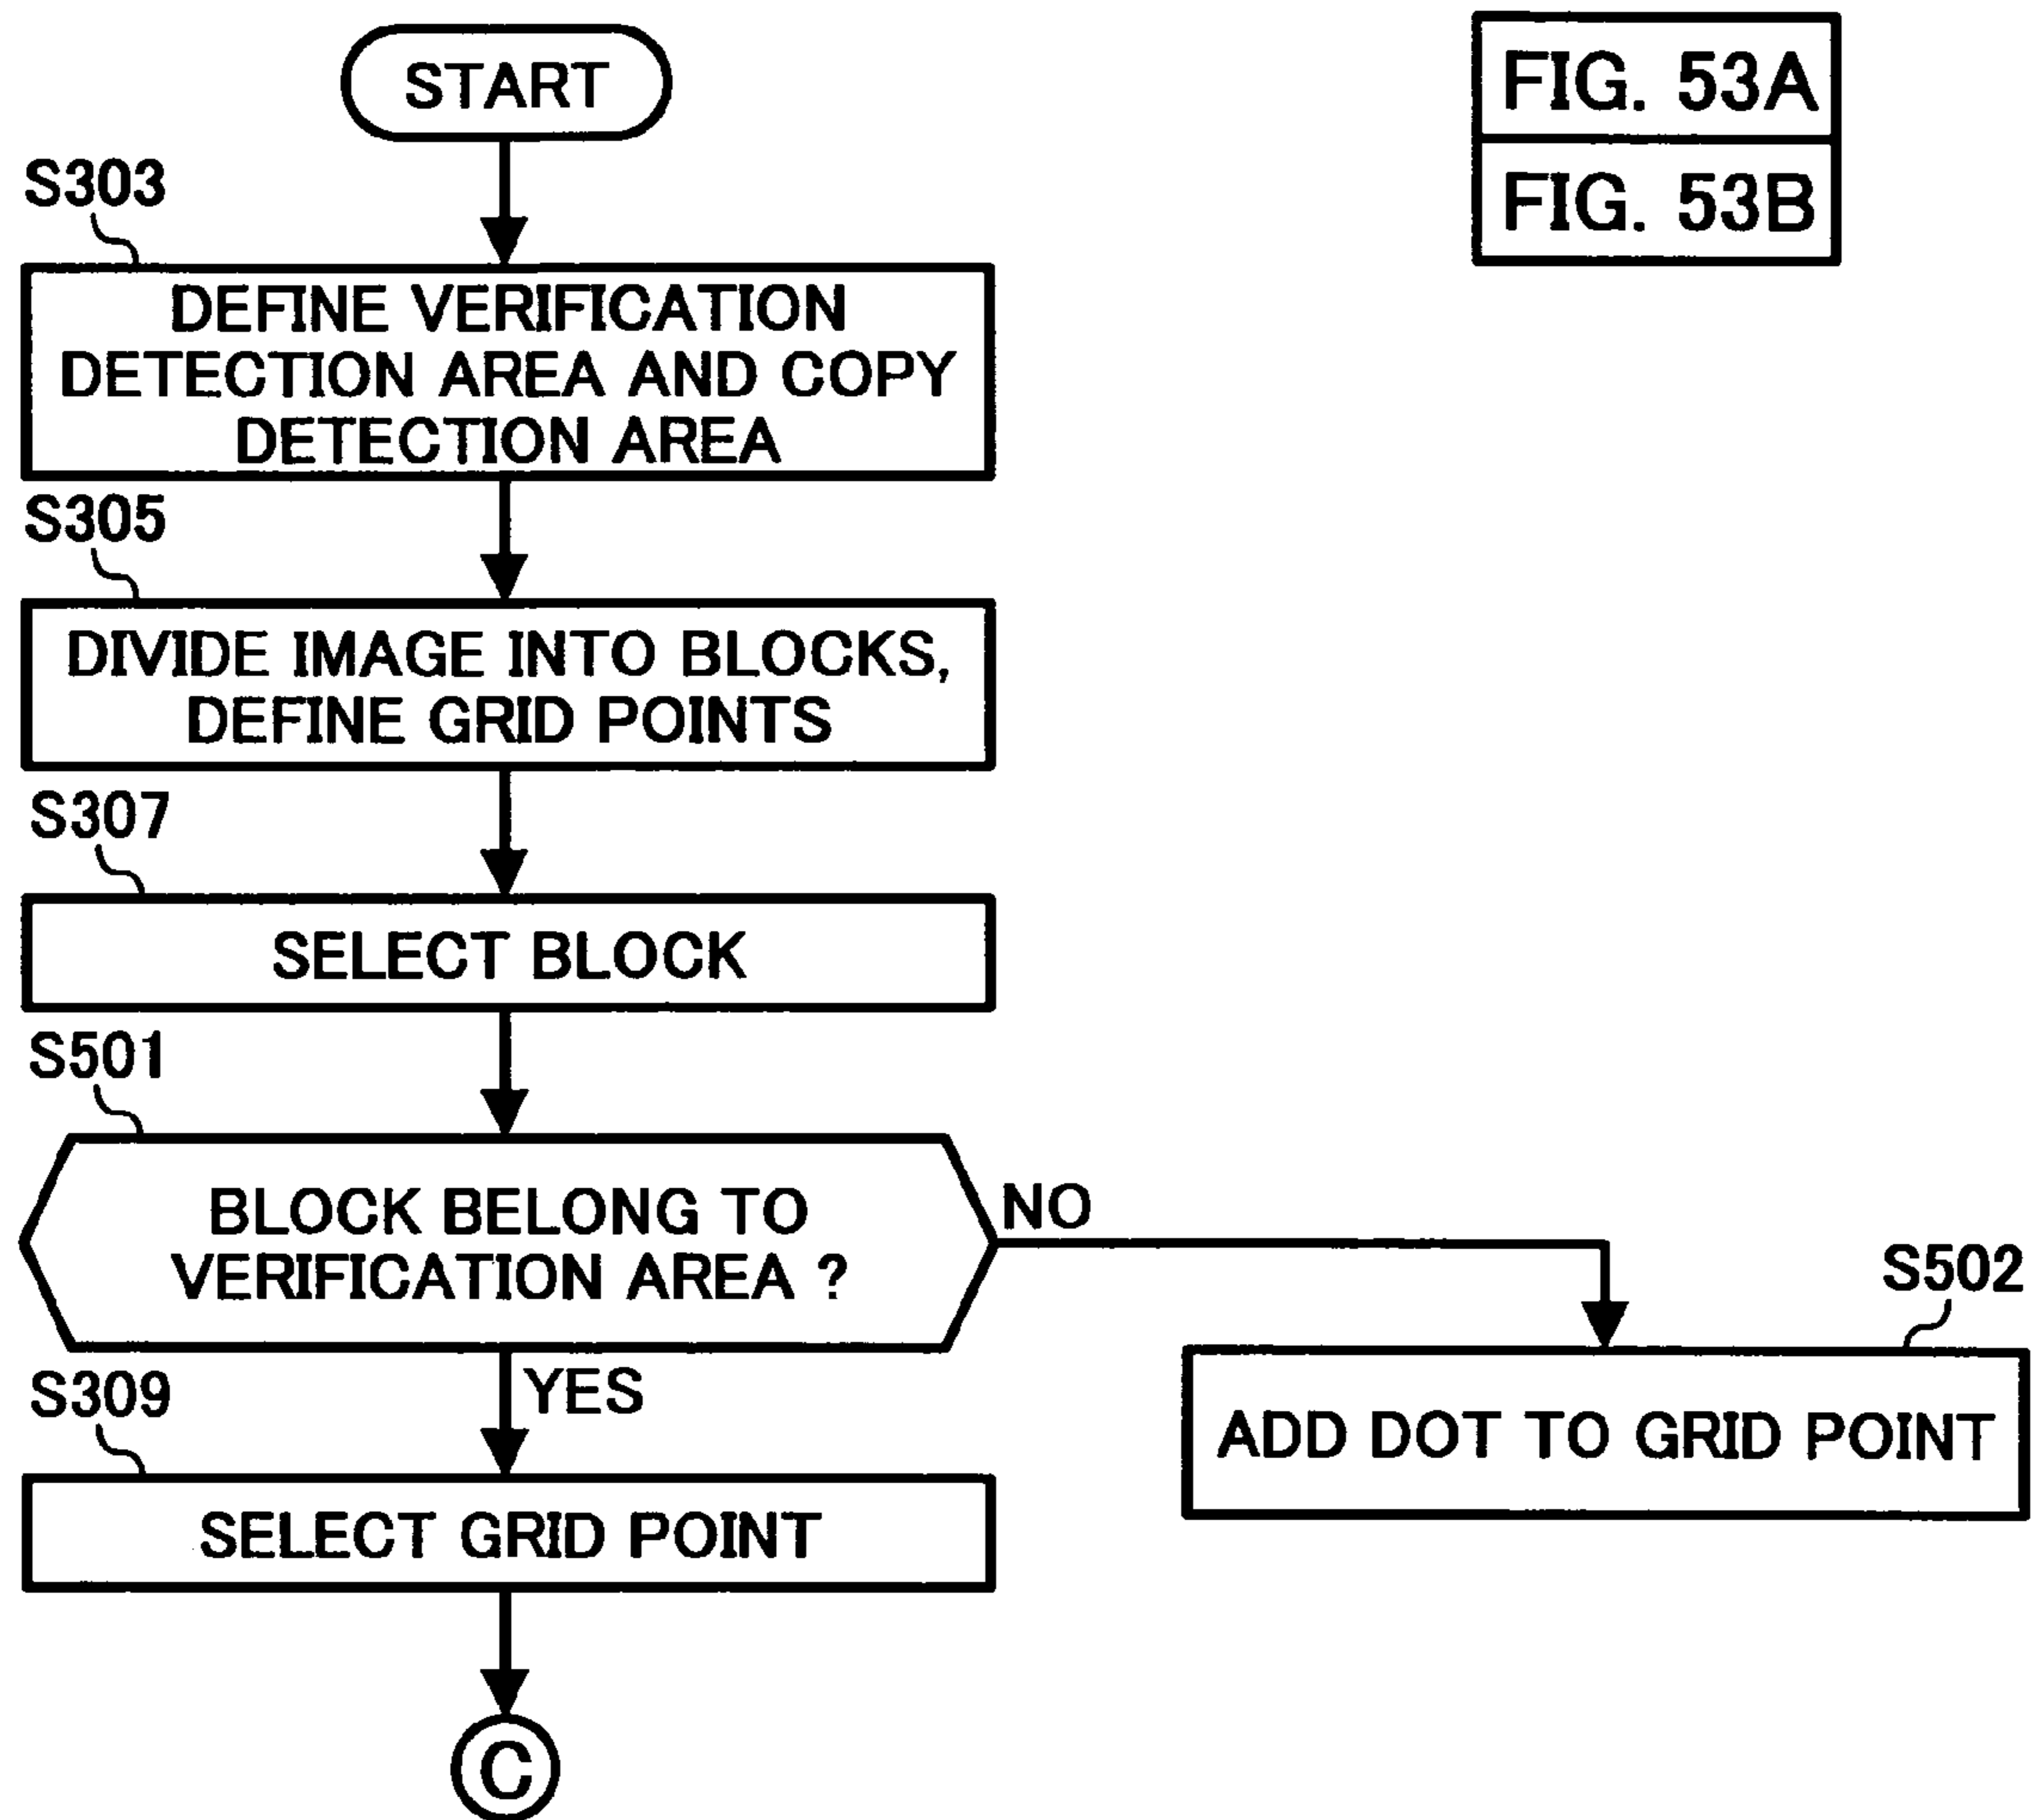 START
FIG. 53A
FIG. 53B
S303
DEFINE VERIFICATION
DETECTION AREA AND COPY
DETECTION AREA
S305
DIVIDE IMAGE INTO BLOCKS,
DEFINE GRID POINTS
S307
SELECT BLOCK
S501
BLOCK BELONG TO
VERIFICATION AREA ?
NO
S502
ADD DOT TO GRID POINT
YES
S309
SELECT GRID POINT
C